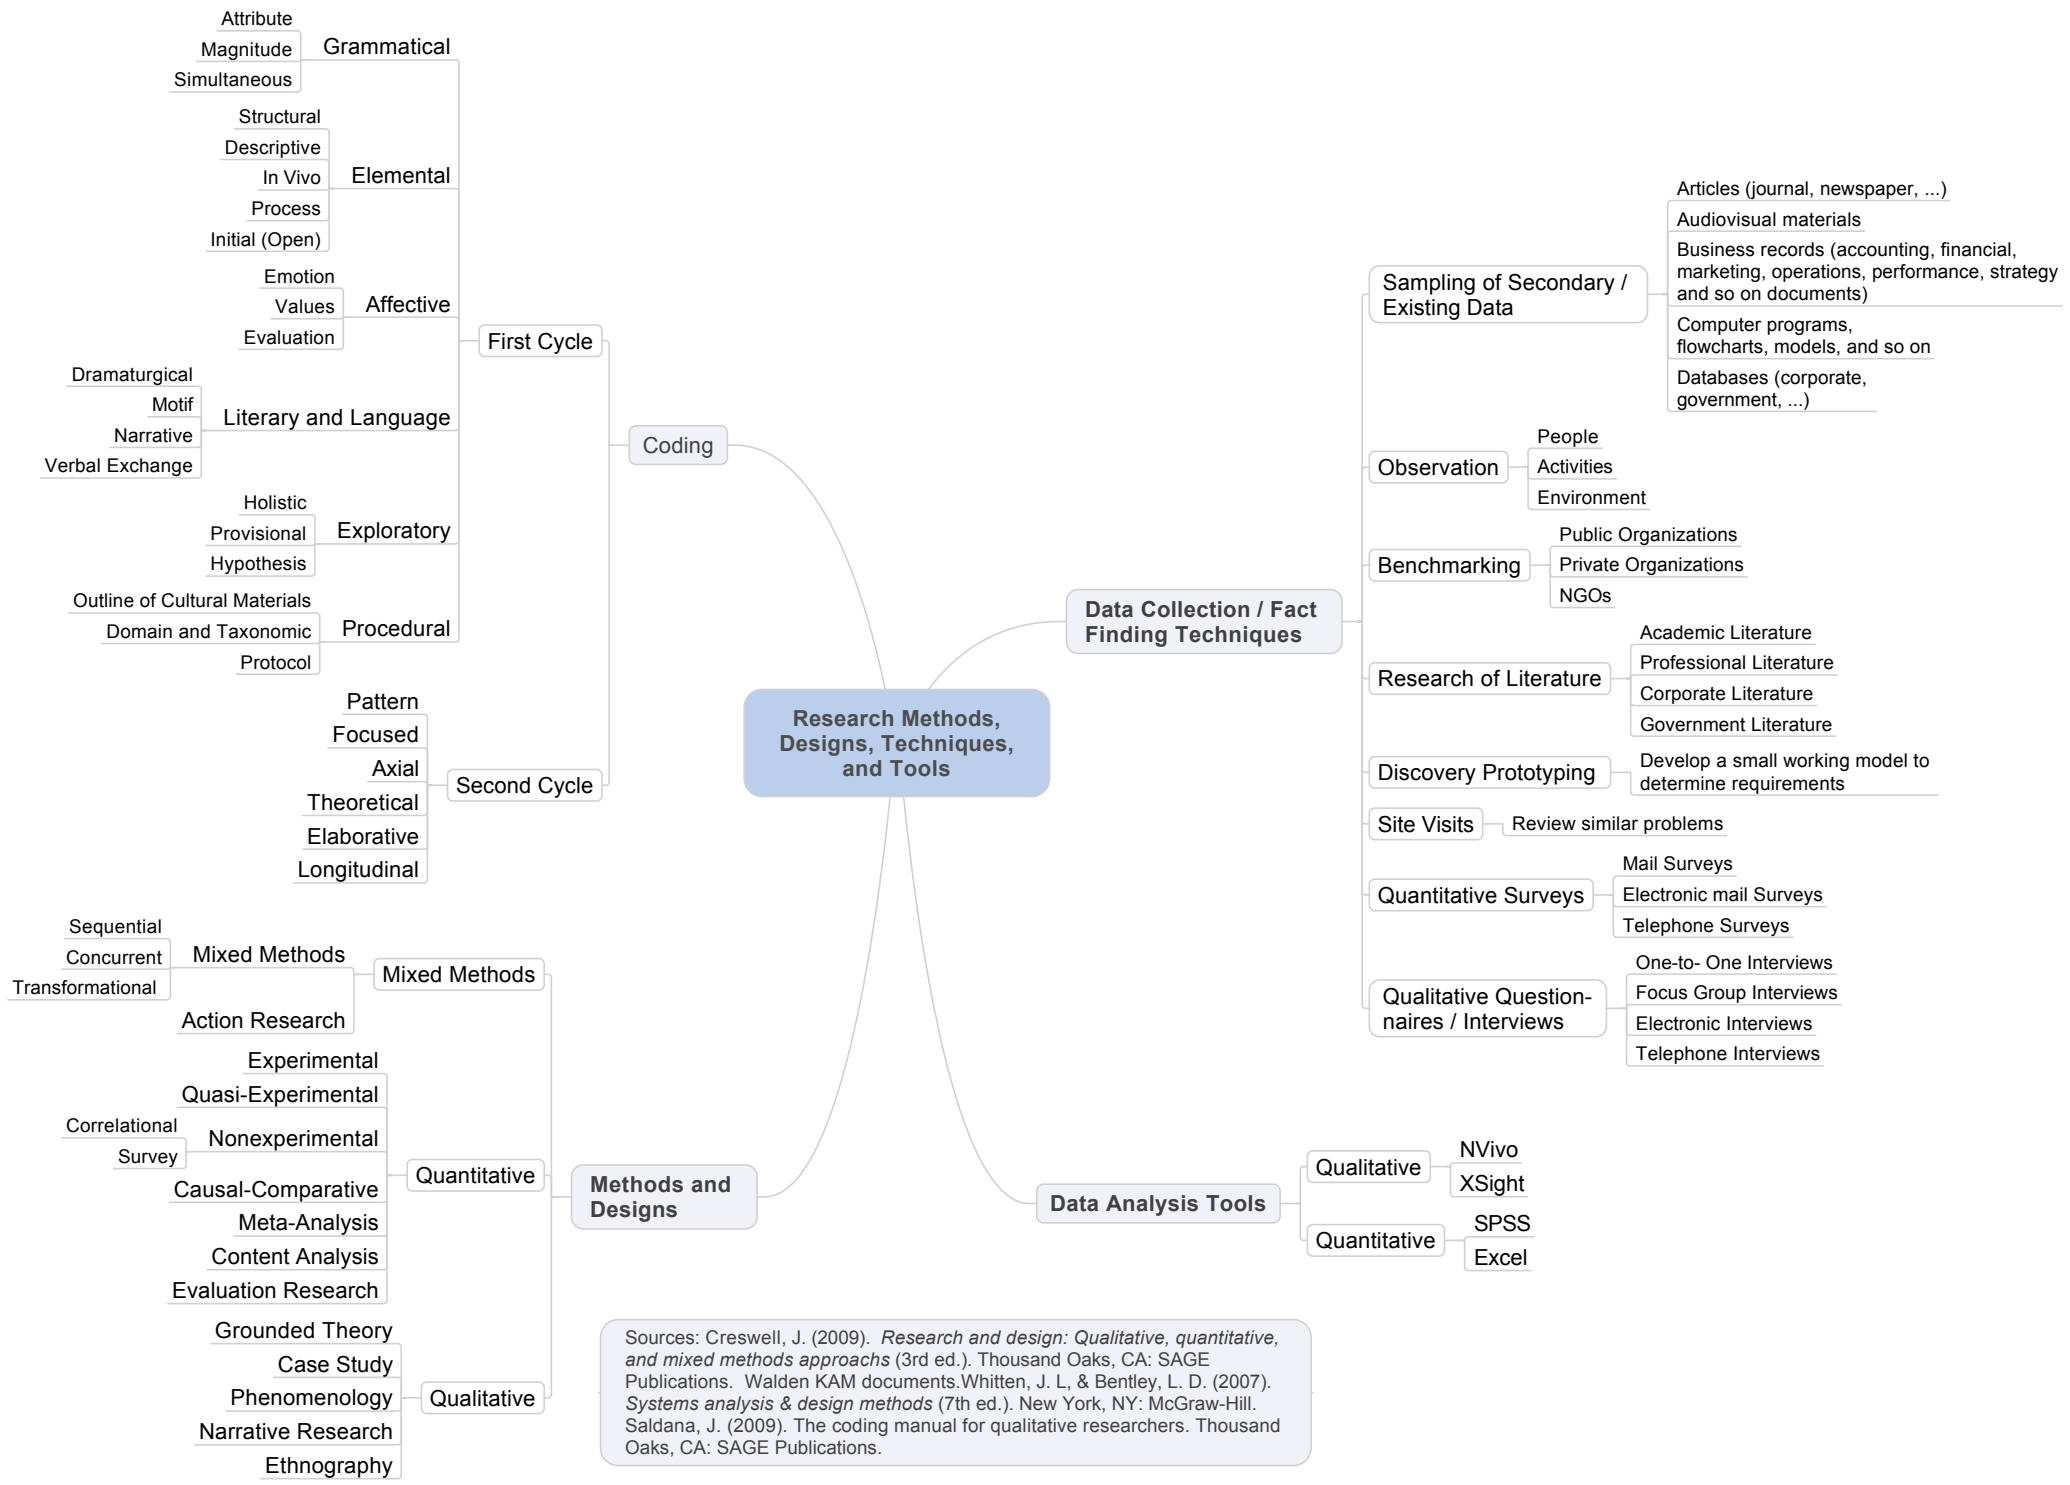 Attribute
Magnitude
Simultaneous
Grammatical
Structural
Descriptive
In Vivo
Process
Initial (Open)
Elemental
Emotion
Values
Evaluation
Affective
Dramaturgical
Motif
Narrative
Verbal Exchange
Literary and Language
Holistic
Provisional
Hypothesis
Exploratory
Outline of Cultural Materials
Domain and Taxonomic
Protocol
Procedural
First Cycle
Pattern
Focused
Axial
Theoretical
Elaborative
Longitudinal
Second Cycle
Coding
Research Methods,
Designs, Techniques,
and Tools
Data Collection / Fact
Finding Techniques
Sampling of Secondary /
Existing Data
Articles (journal, newspaper, ...)
Audiovisual materials
Business records (accounting, financial,
marketing, operations, performance, strategy
and so on documents)
Computer programs,
flowcharts, models, and so on
Databases (corporate,
government, ...)
Observation
People
Activities
Environment
Benchmarking
Public Organizations
Private Organizations
NGOs
Research of Literature
Academic Literature
Professional Literature
Corporate Literature
Government Literature
Discovery Prototyping
Develop a small working model to
determine requirements
Site Visits
Review similar problems
Quantitative Surveys
Mail Surveys
Electronic mail Surveys
Telephone Surveys
Qualitative Question-
naires / Interviews
One-to- One Interviews
Focus Group Interviews
Electronic Interviews
Telephone Interviews
Sequential
Concurrent
Transformational
Mixed Methods
Action Research
Mixed Methods
Experimental
Quasi-Experimental
Correlational
Survey
Nonexperimental
Causal-Comparative
Meta-Analysis
Content Analysis
Evaluation Research
Quantitative
Grounded Theory
Case Study
Phenomenology
Narrative Research
Ethnography
Qualitative
Methods and
Designs
Data Analysis Tools
Qualitative
NVivo
XSight
Quantitative
SPSS
Excel
Sources: Creswell, J. (2009).  Research and design: Qualitative, quantitative,
and mixed methods approachs (3rd ed.). Thousand Oaks, CA: SAGE
Publications.  Walden KAM documents.Whitten, J. L, & Bentley, L. D. (2007).
Systems analysis & design methods (7th ed.). New York, NY: McGraw-Hill.
Saldana, J. (2009). The coding manual for qualitative researchers. Thousand
Oaks, CA: SAGE Publications.